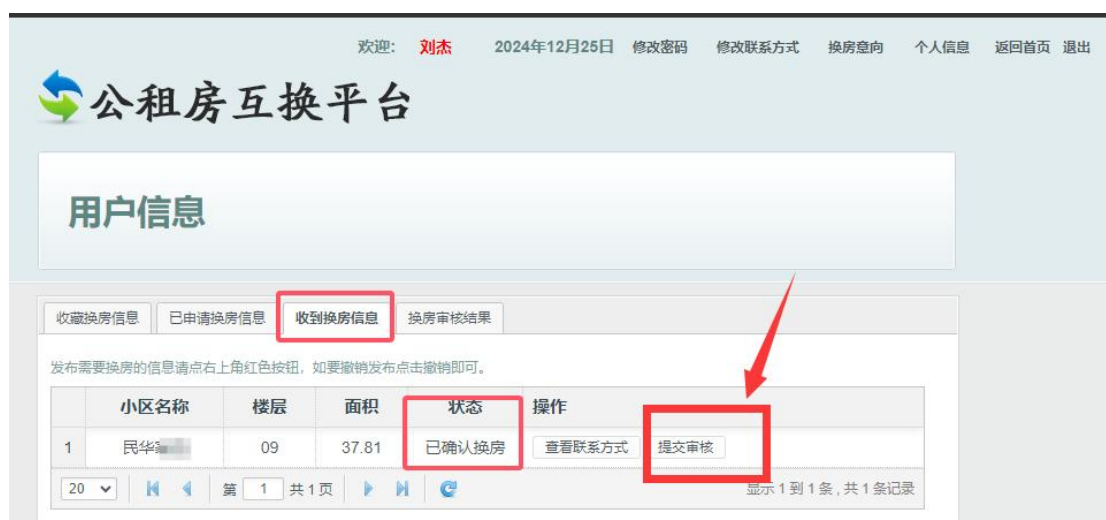 欢迎: 刘杰 2024年12月25日 修改密码 修改联系方式 换房意向 个人信息 返回首页 退出
公租房互换平台
用户信息
收藏换房信息 已申请换房信息 收到换房信息 换房审核结果
发布需要换房的信息请点右上角红色按钮，如要撤销发布点击撤销即可。
小区名称 楼层 面积 状态 操作
1 民华 09 37.81 已确认换房 查看联系方式 提交审核
20 第 1 共1页 显示1到1条,共1条记录